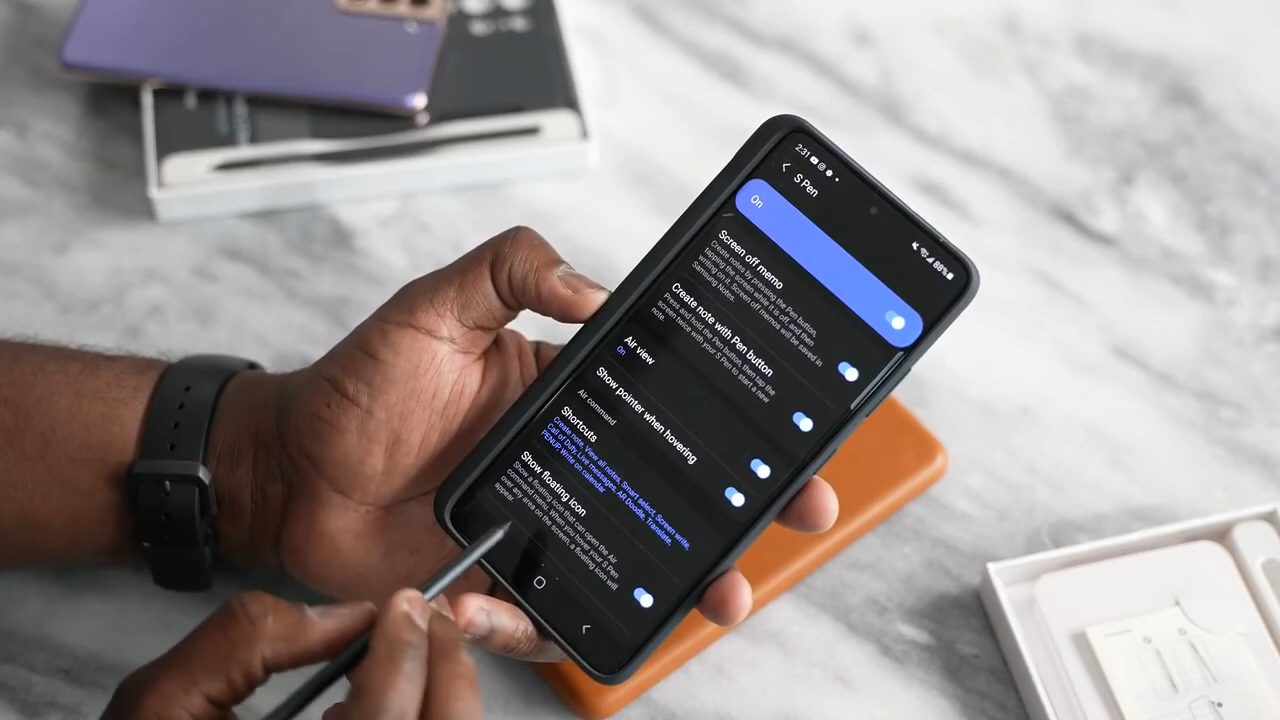 2:31
88%
S Pen
On
Screen off memo
Create notes by pressing the Pen button,
tapping the screen while it is off, and then
writing on it. Screen off memos will be saved in
Samsung Notes.
Create note with Pen button
Press and hold the Pen button, then tap the
screen twice with your S Pen to start a new
note.
Air view
On
Show pointer when hovering
Air command
Shortcuts
Create note, View all notes, Smart select, Screen write,
Call of Duty, Live messages, AR Doodle, Translate,
PENUP, Write on calendar
Show floating icon
Show a floating icon that can open the Air
command menu. When you hover your S Pen
over any area on the screen, a floating icon will
appear.